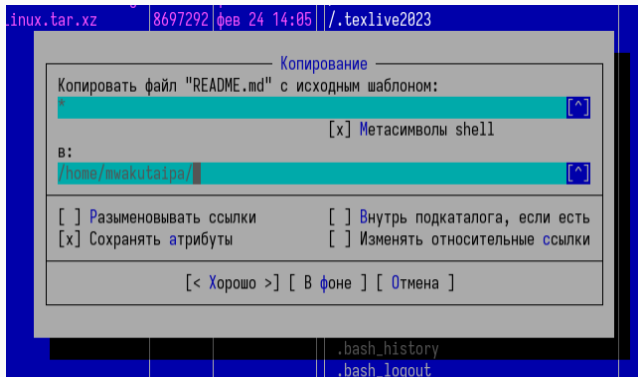 inux.tar.xz 8697292 фев 24 14:05 /.texlive2023
Копирование
Копировать файл "README.md" с исходным шаблоном:
* [^]
[x] Метасимволы shell
в:
/home/mwakutaipa/ [^]
[ ] Разыменовывать ссылки [ ] Внутрь подкаталога, если есть
[x] Сохранять атрибуты [ ] Изменять относительные ссылки
[< Хорошо >] [ В фоне ] [ Отмена ]
.bash_history
.bash_logout